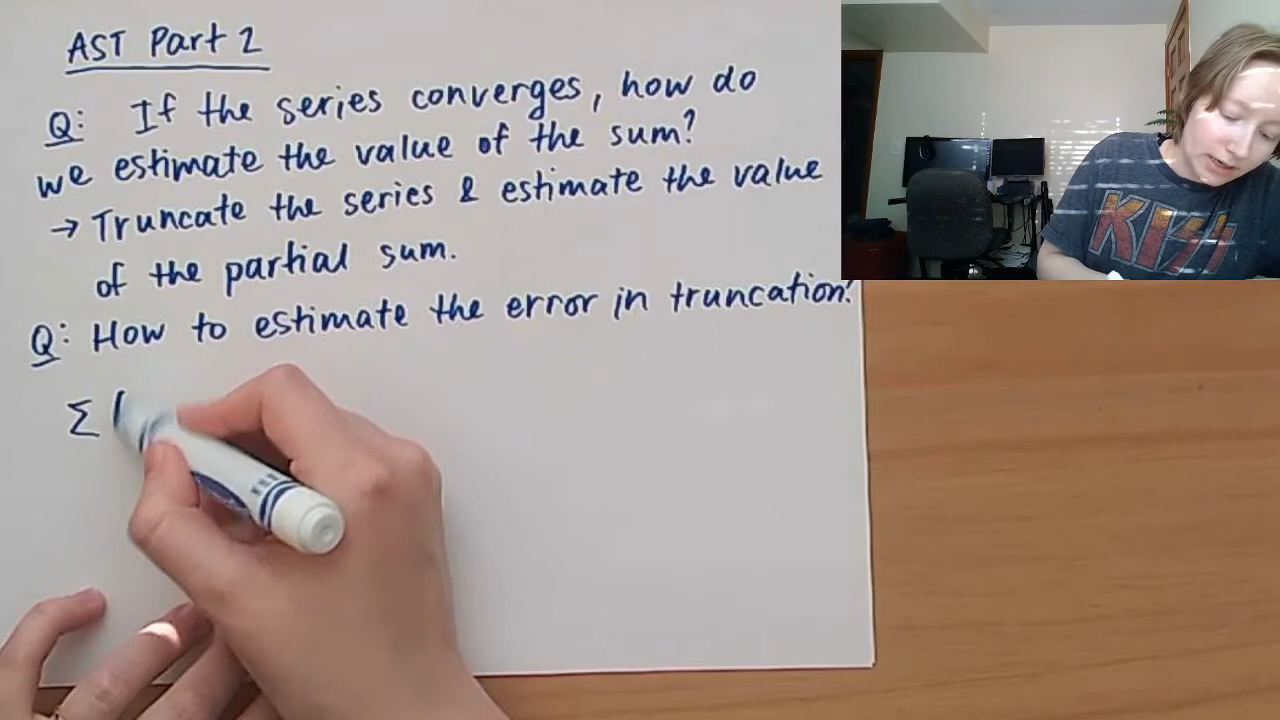 AST Part 2
Q: If the series converges, how do
we estimate the value of the sum?
→ Truncate the series & estimate the value
of the partial sum.
Q: How to estimate the error in truncation?
Σ (
KISS